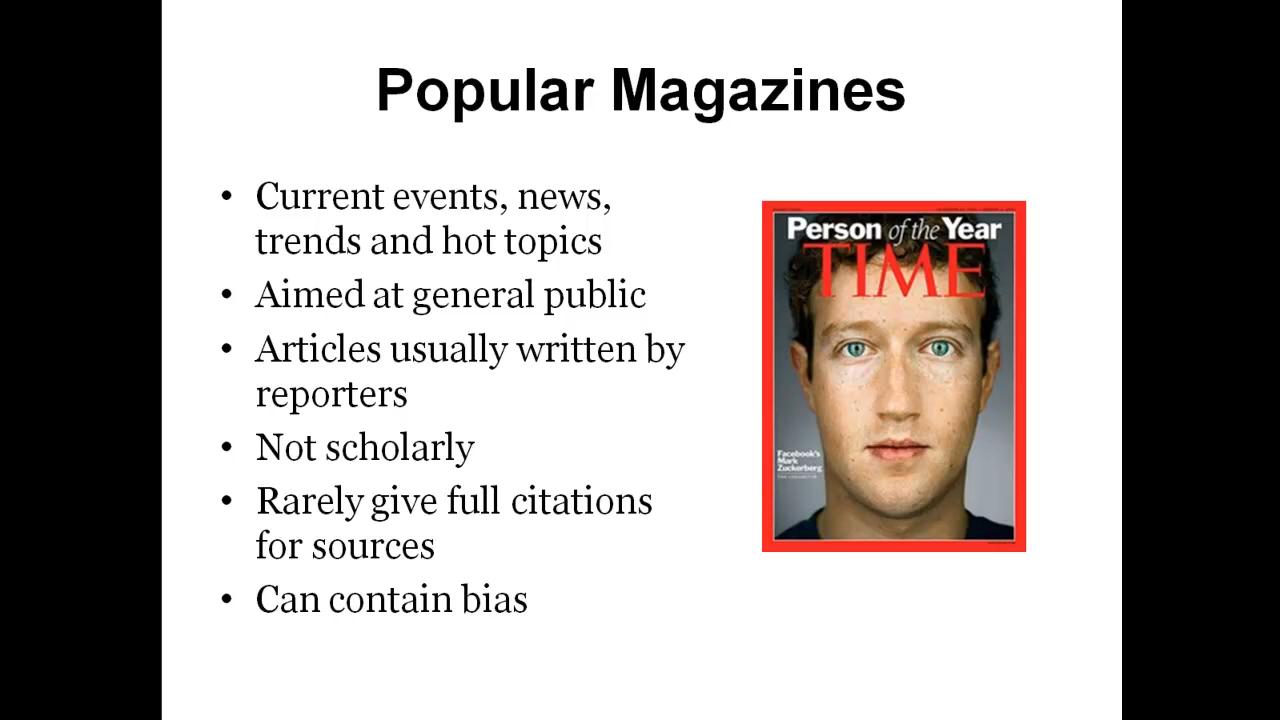 Popular Magazines
• Current events, news,
trends and hot topics
• Aimed at general public
• Articles usually written by
reporters
• Not scholarly
• Rarely give full citations
for sources
• Can contain bias
Person of the Year
TIME
Facebook's
Mark
Zuckerberg